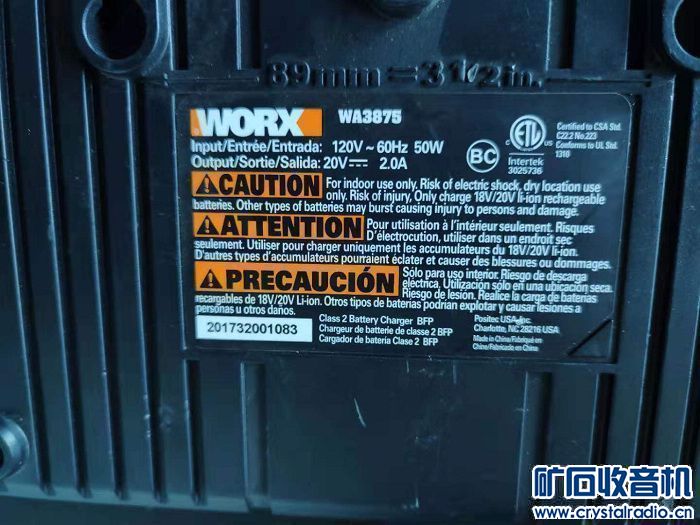 89mm = 3 1/2 in.
WORX WA3875
Input/Entrée/Entrada: 120V ~ 60Hz 50W
Output/Sortie/Salida: 20V⎓ 2.0A
ETL
Intertek
3025736
BC
Certified to CSA Std.
C22.2 No.223
Conforms to UL Std.
1310
CAUTION For indoor use only. Risk of electric shock, dry location use
only. Risk of injury, Only charge 18V/20V li-ion rechargeable
batteries. Other types of batteries may burst causing injury to persons and damage.
ATTENTION Pour utilisation à l'intérieur seulement. Risques
D'électrocution, utiliser dans un endroit sec
seulement. Utiliser pour charger uniquement les accumulateurs du 18V/20V li-ion.
D'autres types d'accumulateurs pourraient éclater et causer des blessures ou dommages.
PRECAUCIÓN Sólo para uso interior. Riesgo de descarga
eléctrica, Utilización sólo en una ubicación seca.
Riesgo de lesión. Realice la carga de baterías
recargables de 18V/20V Li-ion. Otros tipos de baterías podrían explotar y causar lesiones a
personas u otros daños.
201732001083
Class 2 Battery Charger BFP
Chargeur de batterie de classe 2 BFP
Cargador de batería Clase 2 BFP
Positec USA, Inc.
Charlotte, NC 28216 USA
Made in China/Fabriqué en
China/Fabricado en China
矿石收音机
www.crystalradio.cn